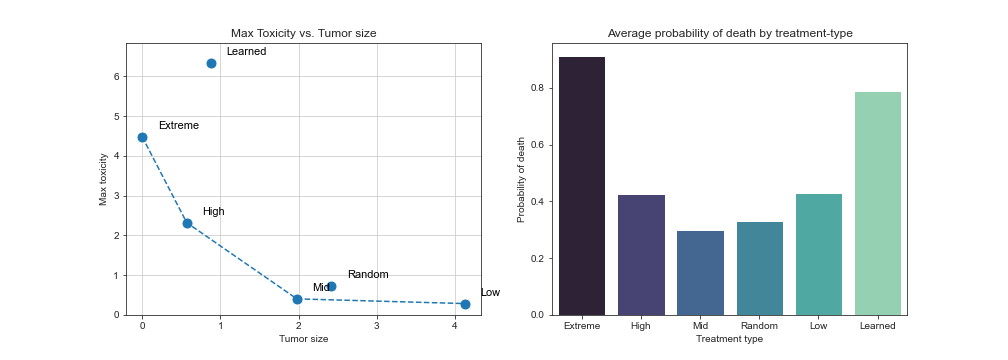 Max Toxicity vs. Tumor size
Learned
Extreme
High
Random
Mid
Low
Max toxicity
6
5
4
3
2
1
0
0 1 2 3 4
Tumor size
Average probability of death by treatment-type
Probability of death
0.8
0.6
0.4
0.2
0.0
Extreme High Mid Random Low Learned
Treatment type